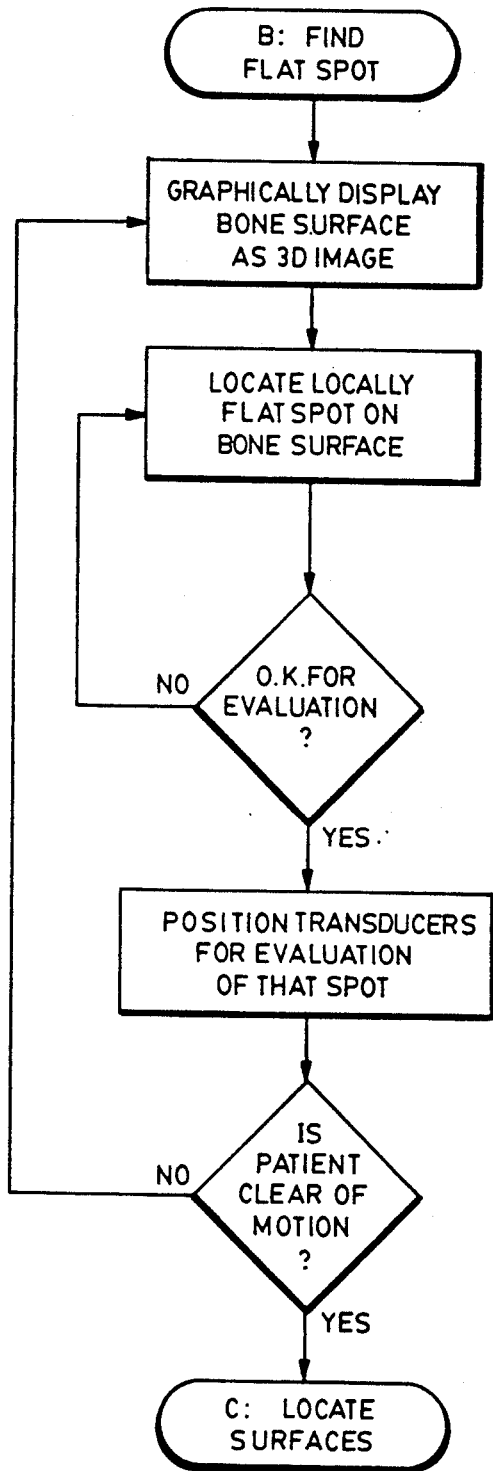 B: FIND
FLAT SPOT
GRAPHICALLY DISPLAY
BONE SURFACE
AS 3D IMAGE
LOCATE LOCALLY
FLAT SPOT ON
BONE SURFACE
O.K. FOR
EVALUATION
?
NO
YES
POSITION TRANSDUCERS
FOR EVALUATION
OF THAT SPOT
IS
PATIENT
CLEAR OF
MOTION
?
NO
YES
C: LOCATE
SURFACES